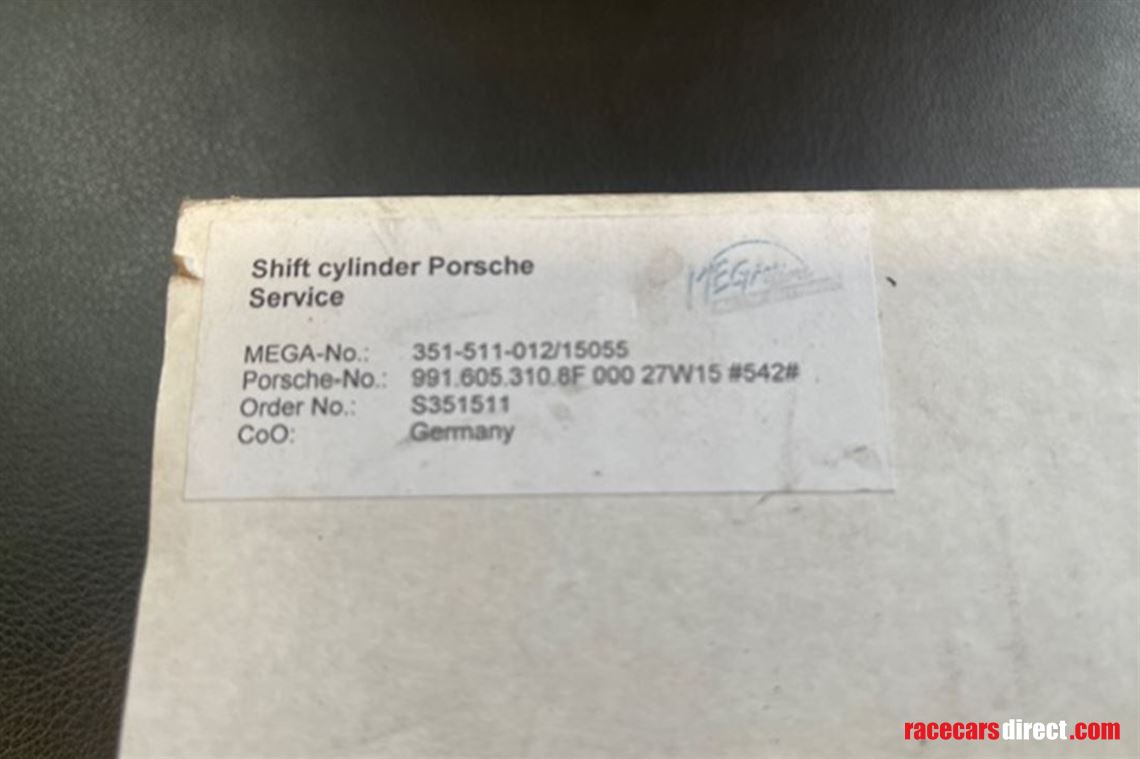 Shift cylinder Porsche
Service
MEGA
MEGA-No.: 351-511-012/15055
Porsche-No.: 991.605.310.8F 000 27W15 #542#
Order No.: S351511
CoO: Germany
racecarsdirect.com